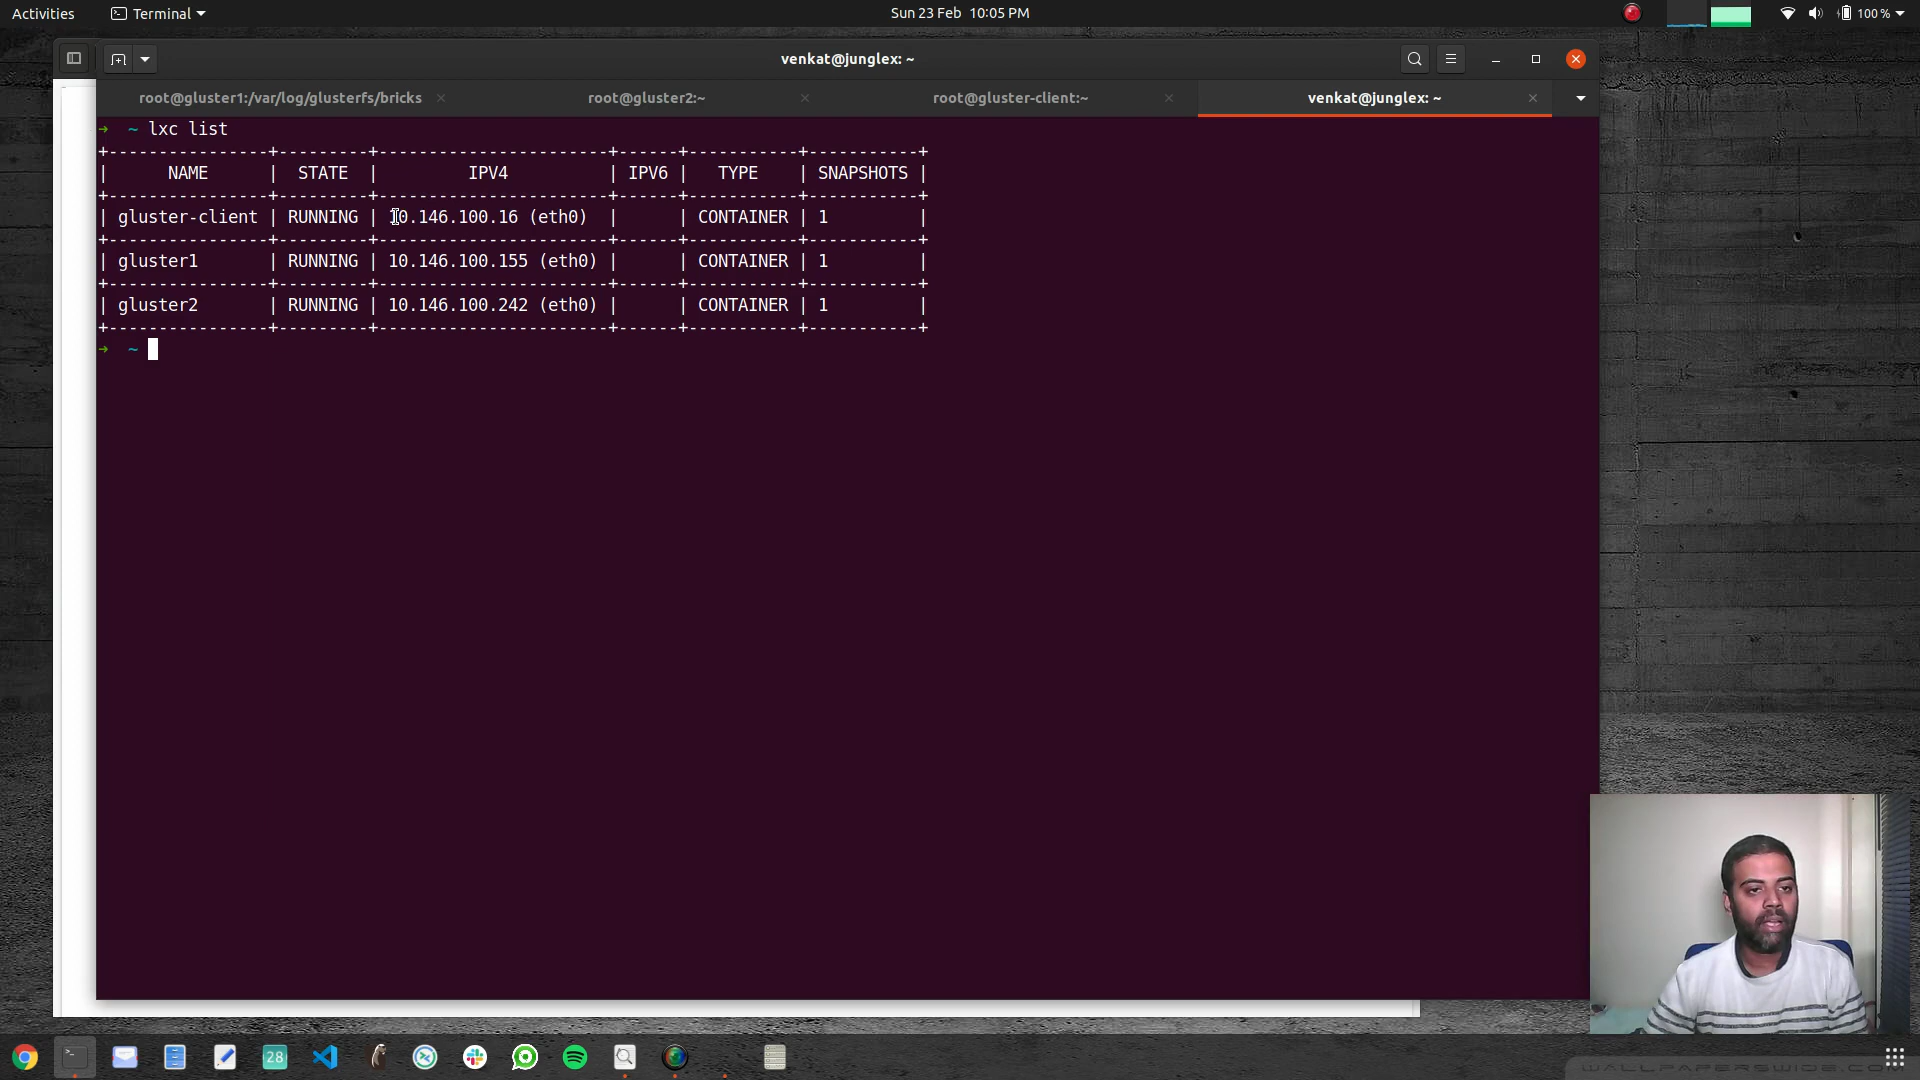 Activities
Terminal
Sun 23 Feb 10:05 PM
100 %
venkat@junglex: ~
root@gluster1:/var/log/glusterfs/bricks
root@gluster2:~
root@gluster-client:~
venkat@junglex: ~
➜ ~ lxc list
+----------------+---------+-----------------------+------+-----------+-----------+
| NAME | STATE | IPV4 | IPV6 | TYPE | SNAPSHOTS |
+----------------+---------+-----------------------+------+-----------+-----------+
| gluster-client | RUNNING | 10.146.100.16 (eth0) | | CONTAINER | 1 |
+----------------+---------+-----------------------+------+-----------+-----------+
| gluster1 | RUNNING | 10.146.100.155 (eth0) | | CONTAINER | 1 |
+----------------+---------+-----------------------+------+-----------+-----------+
| gluster2 | RUNNING | 10.146.100.242 (eth0) | | CONTAINER | 1 |
+----------------+---------+-----------------------+------+-----------+-----------+
➜ ~
28
WALLPAPERSWIDE.COM